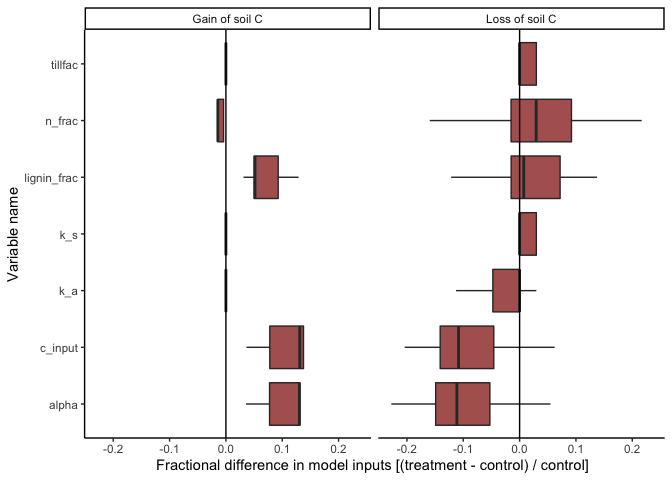 Gain of soil C
Loss of soil C
Variable name
tillfac
n_frac
lignin_frac
k_s
k_a
c_input
alpha
-0.2 -0.1 0.0 0.1 0.2
-0.2 -0.1 0.0 0.1 0.2
Fractional difference in model inputs [(treatment - control) / control]